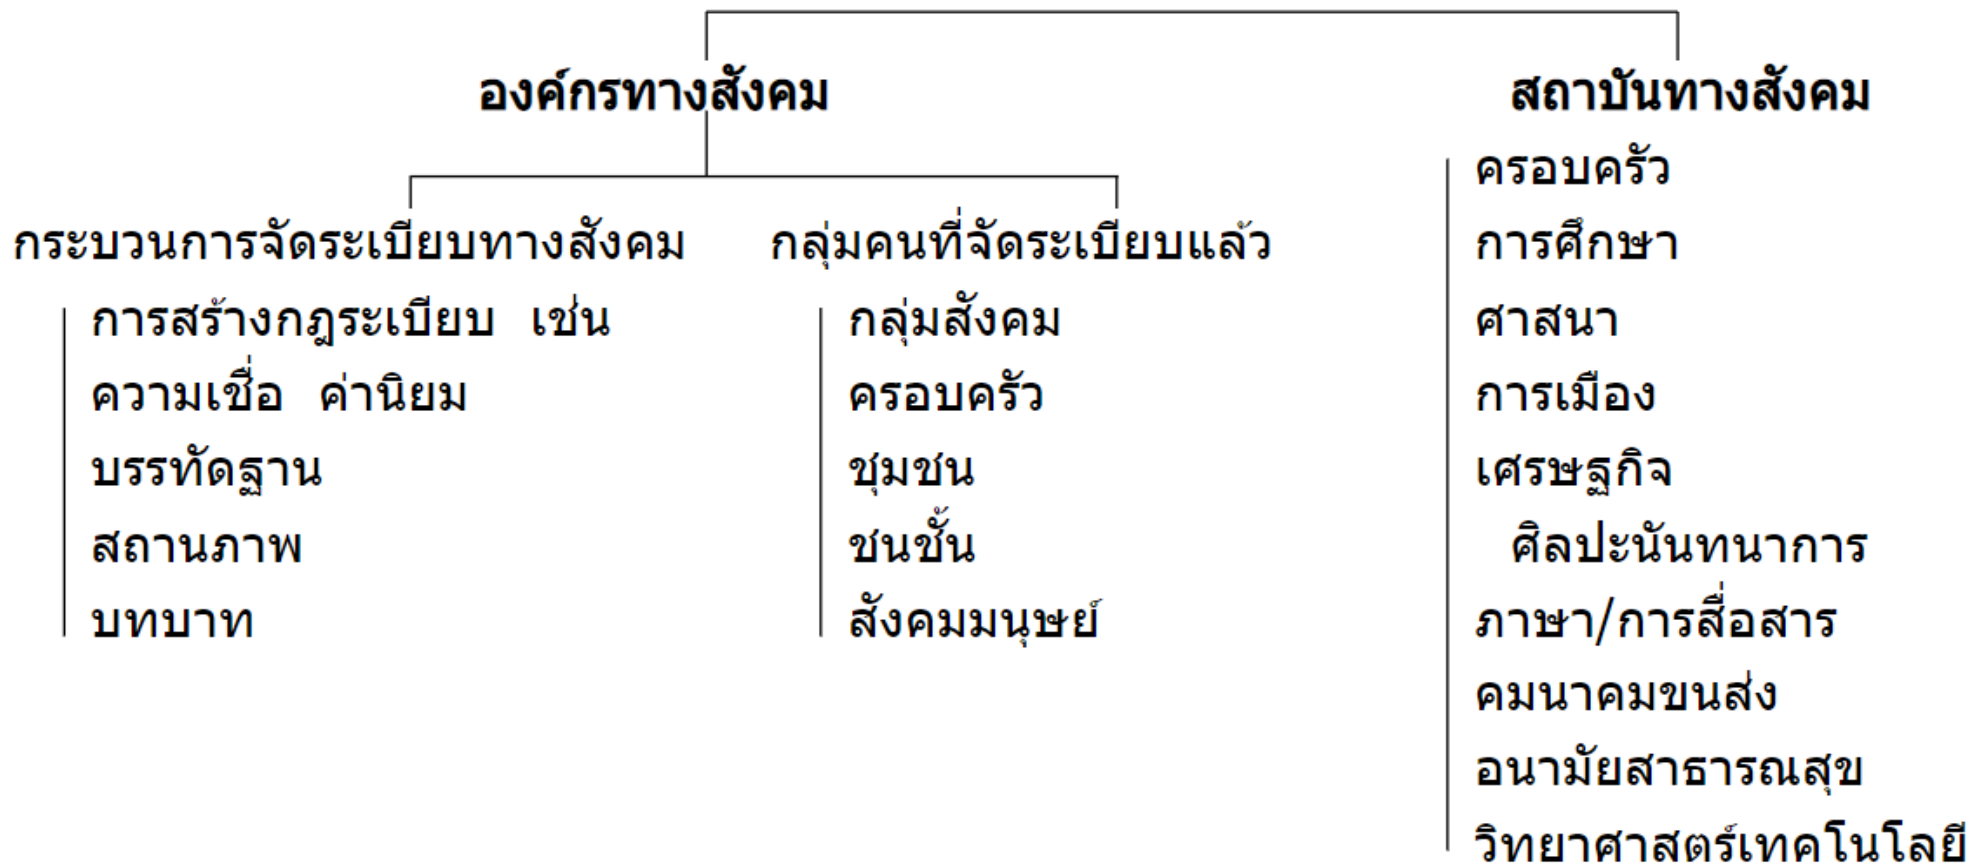 องค์กรทางสังคม
สถาบันทางสังคม
กระบวนการจัดระเบียบทางสังคม
การสร้างกฎระเบียบ เช่น
ความเชื่อ ค่านิยม
บรรทัดฐาน
สถานภาพ
บทบาท
กลุ่มคนที่จัดระเบียบแล้ว
กลุ่มสังคม
ครอบครัว
ชุมชน
ชนชั้น
สังคมมนุษย์
ครอบครัว
การศึกษา
ศาสนา
การเมือง
เศรษฐกิจ
ศิลปะนันทนาการ
ภาษา/การสื่อสาร
คมนาคมขนส่ง
อนามัยสาธารณสุข
วิทยาศาสตร์เทคโนโลยี